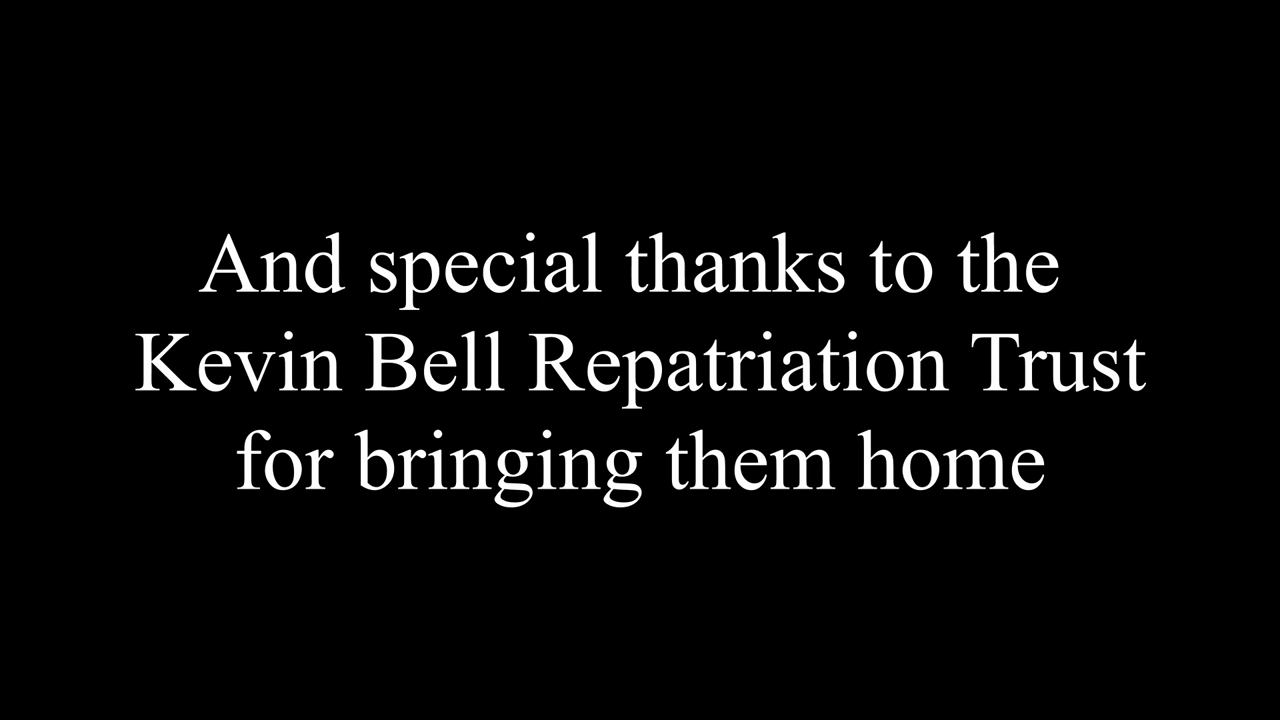 And special thanks to the
Kevin Bell Repatriation Trust
for bringing them home